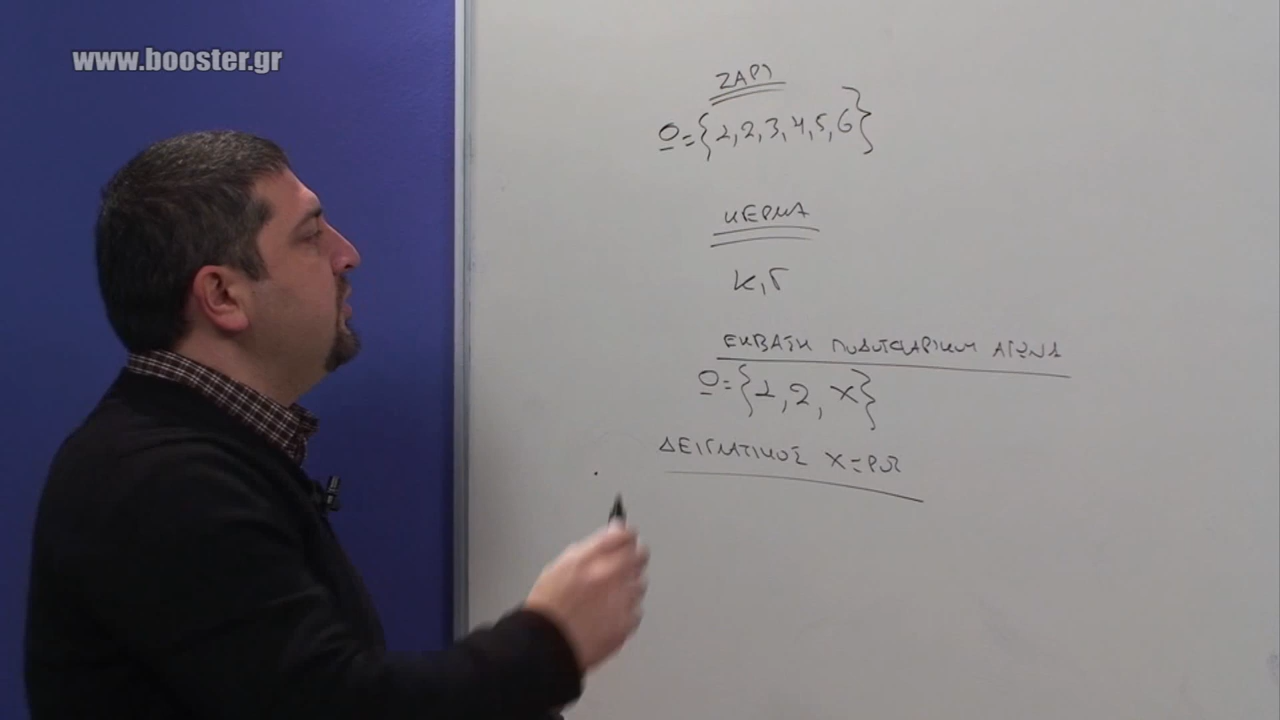 www.booster.gr
ΖΑΡΙ
Ω={1,2,3,4,5,6}
ΚΕΡΜΑ
Κ,Γ
ΕΚΒΑΣΗ ΠΟΔΟΣΦΑΙΡΙΚΟΥ ΑΓΩΝΑ
Ω={1,2,Χ}
ΔΕΙΓΜΑΤΙΚΟΣ ΧΩΡΟΣ